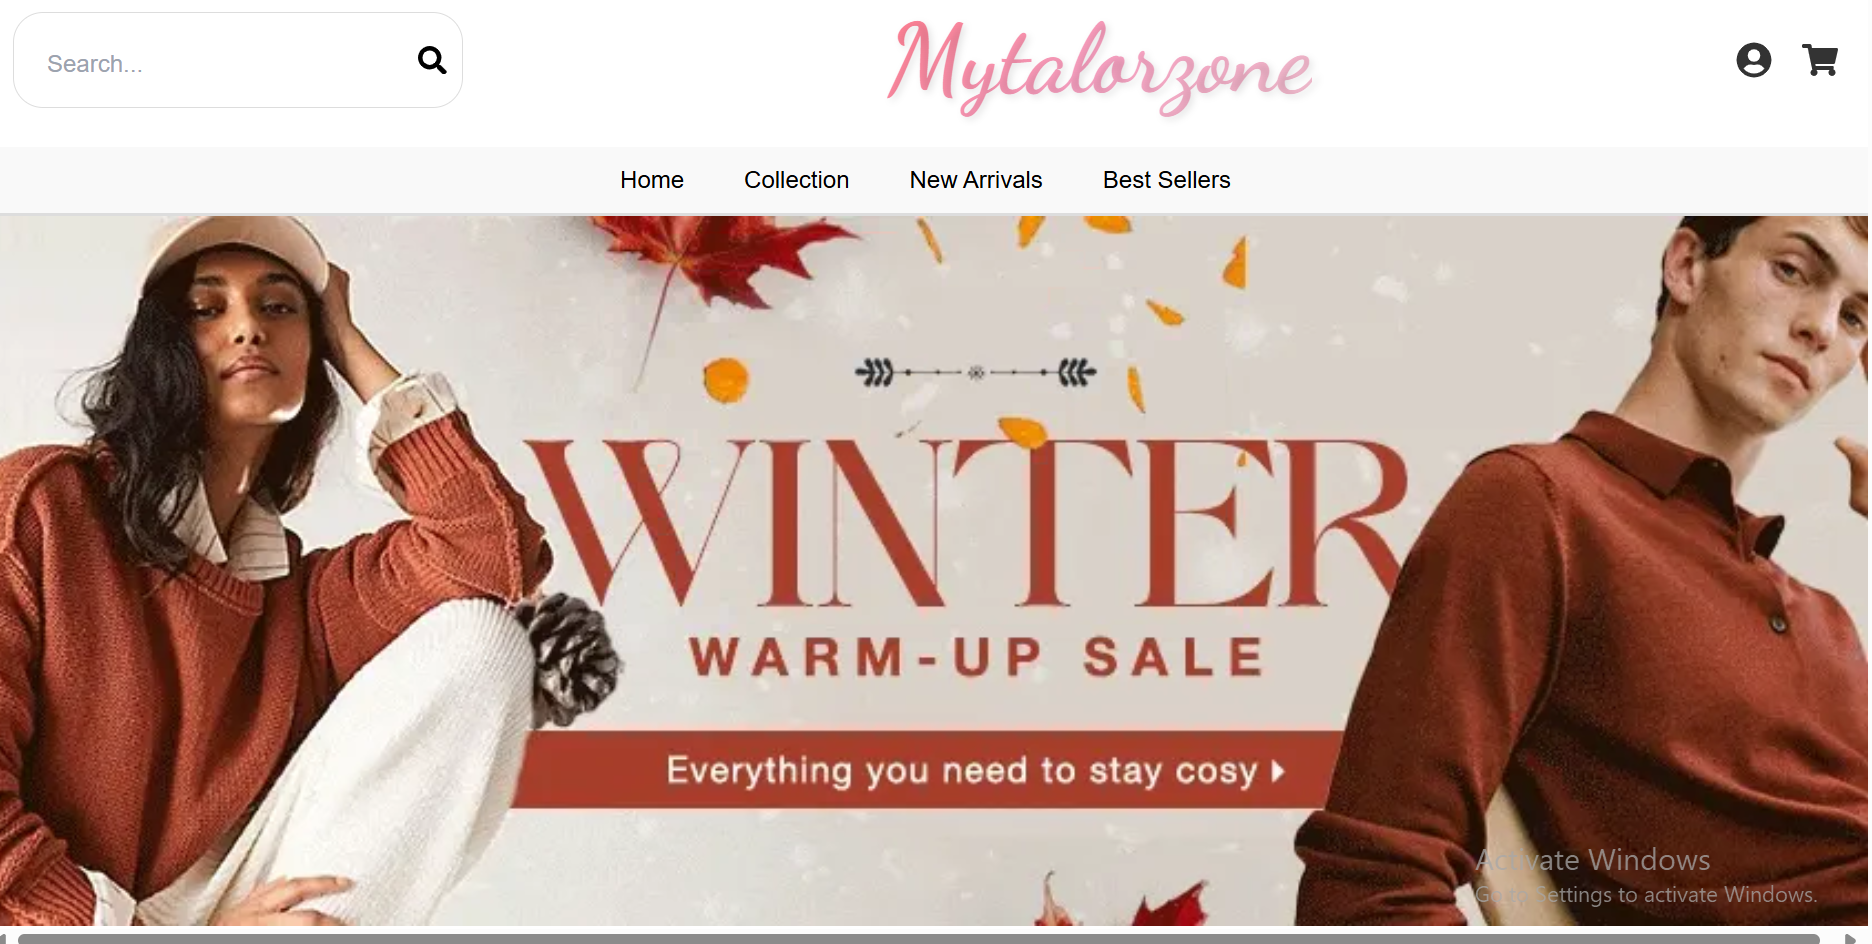 Search...
Mytalorzone
Home Collection New Arrivals Best Sellers
WINTER
WARM-UP SALE
Everything you need to stay cosy
Activate Windows
Go to Settings to activate Windows.